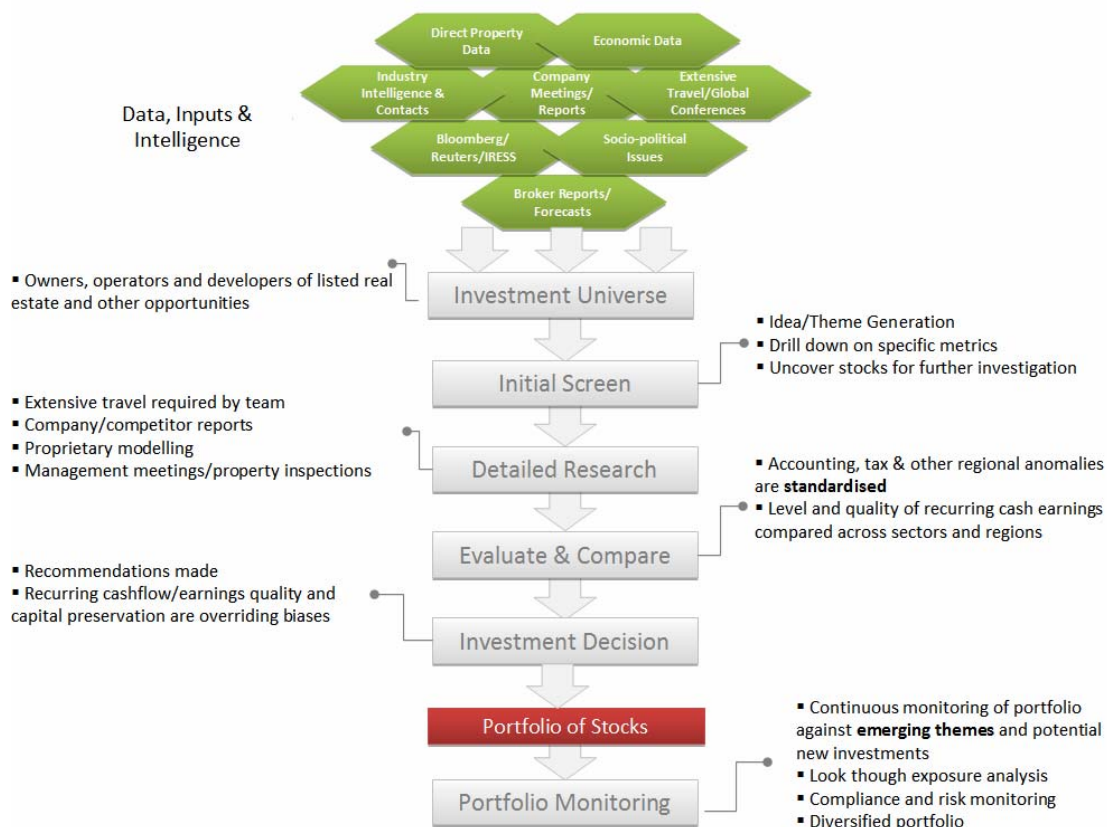 Direct Property
Data
Economic Data
Industry
Intelligence &
Contacts
Company
Meetings/
Reports
Extensive
Travel/Global
Conferences
Data, Inputs &
Intelligence
Bloomberg/
Reuters/IRESS
Socio-political
Issues
Broker Reports/
Forecasts
▪ Owners, operators and developers of listed real
estate and other opportunities
Investment Universe
▪ Idea/Theme Generation
▪ Drill down on specific metrics
▪ Uncover stocks for further investigation
Initial Screen
▪ Extensive travel required by team
▪ Company/competitor reports
▪ Proprietary modelling
▪ Management meetings/property inspections
Detailed Research
▪ Accounting, tax & other regional anomalies
are standardised
▪ Level and quality of recurring cash earnings
compared across sectors and regions
Evaluate & Compare
▪ Recommendations made
▪ Recurring cashflow/earnings quality and
capital preservation are overriding biases
Investment Decision
Portfolio of Stocks
▪ Continuous monitoring of portfolio
against emerging themes and potential
new investments
▪ Look though exposure analysis
▪ Compliance and risk monitoring
▪ Diversified portfolio
Portfolio Monitoring